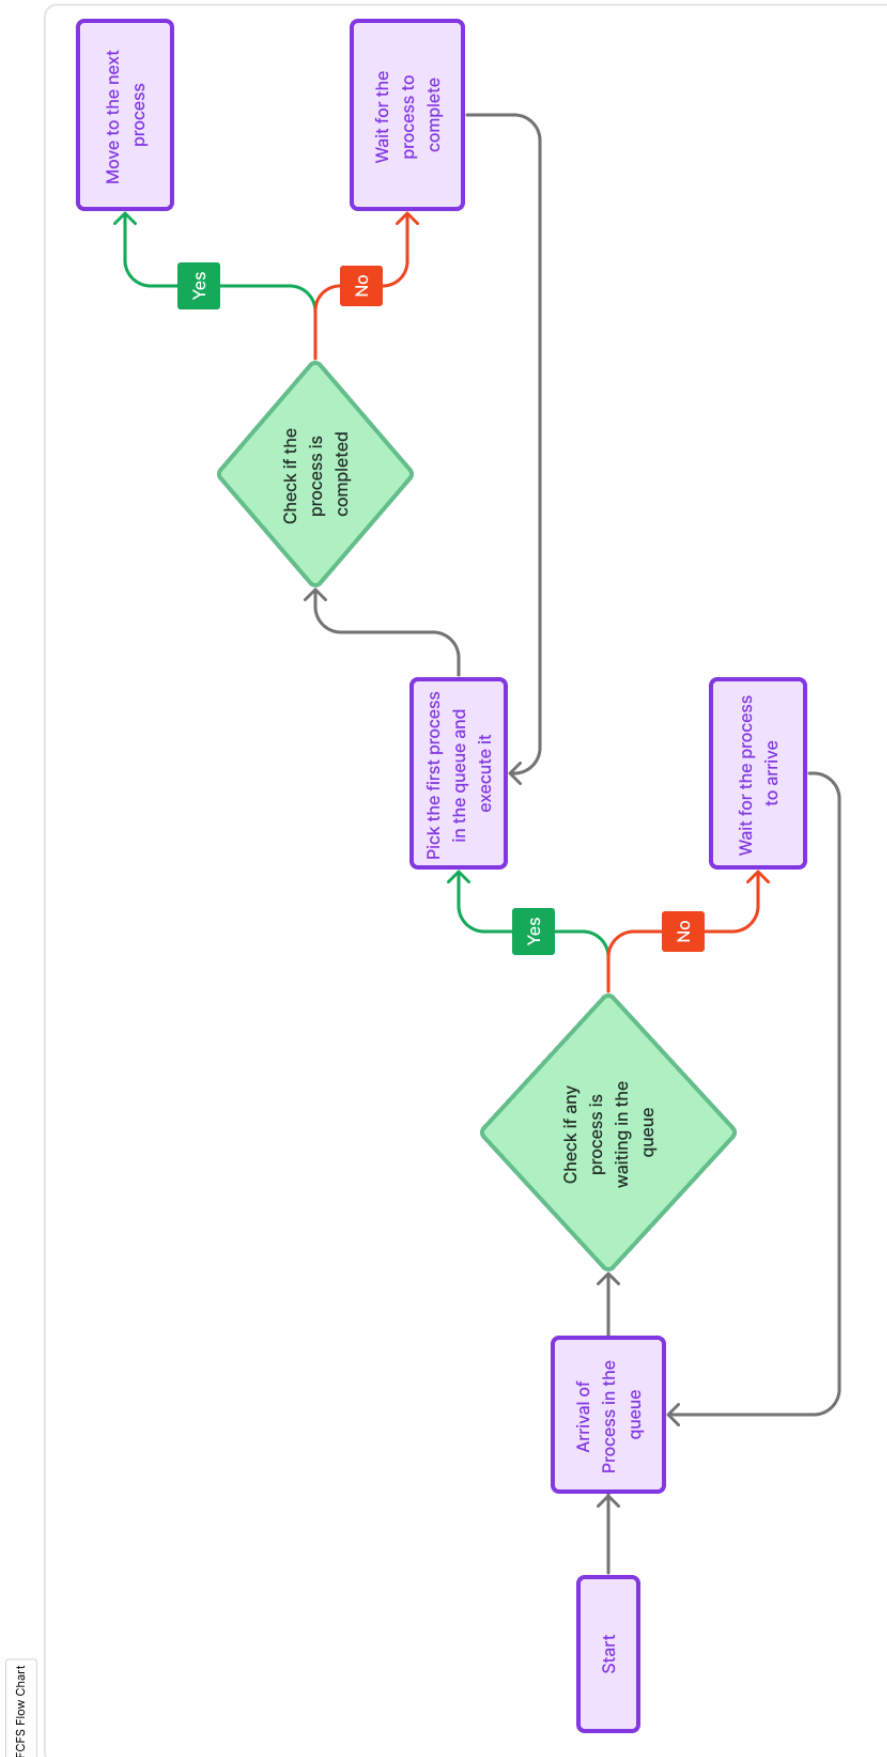 FCFS Flow Chart
Start
Arrival of
Process in the
queue
Check if any
process is
waiting in the
queue
Yes
No
Pick the first process
in the queue and
execute it
Wait for the process
to arrive
Check if the
process is
completed
Yes
No
Move to the next
process
Wait for the
process to
complete